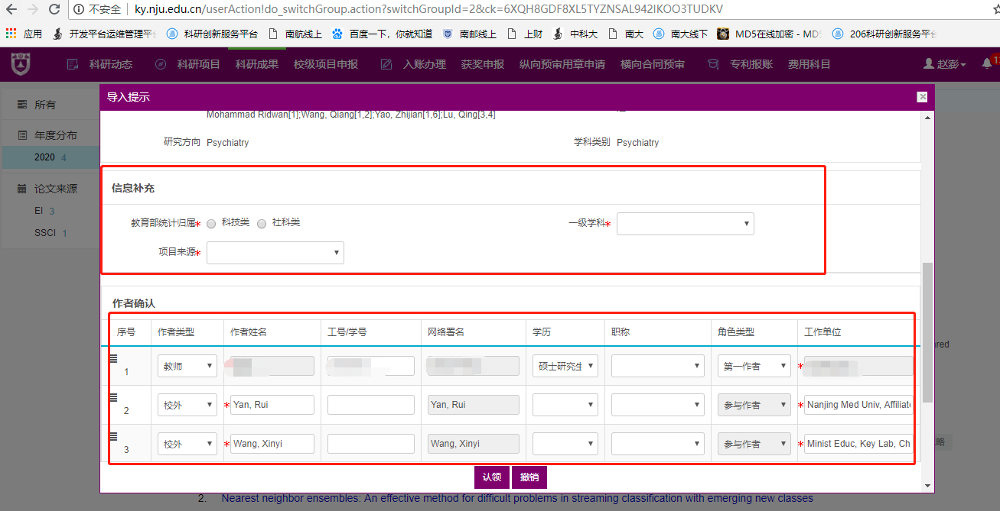 不安全 ky.nju.edu.cn/userAction!do_switchGroup.action?switchGroupId=2&ck=6XQH8GDF8XL5TYZNSAL942IKOO3TUDKV
应用 开发平台运维管理平 科研创新服务平台 南航线上 百度一下，你就知道 南邮线上 上财 中科大 南大 南大线下 MD5在线加密 - MD5 206科研创新服务平台
科研动态 科研项目 科研成果 校级项目申报 入账办理 获奖申报 纵向预审用章申请 横向合同预审 专利报账 费用科目 赵彭
所有
年度分布
2020 4
论文来源
EI 3
SSCI 1
导入提示
Mohammad Ridwan[1];Wang, Qiang[1,2];Yao, Zhijian[1,6];Lu, Qing[3,4]
研究方向 Psychiatry 学科类别 Psychiatry
信息补充
教育部统计归属* 科技类 社科类 一级学科*
项目来源*
作者确认
序号 作者类型 作者姓名 工号/学号 网络署名 学历 职称 角色类型 工作单位
1 教师 硕士研究生 第一作者 *
2 校外 * Yan, Rui Yan, Rui 参与作者 * Nanjing Med Univ, Affiliate
3 校外 * Wang, Xinyi Wang, Xinyi 参与作者 * Minist Educ, Key Lab, Ch
认领 撤销
2. Nearest neighbor ensembles: An effective method for difficult problems in streaming classification with emerging new classes